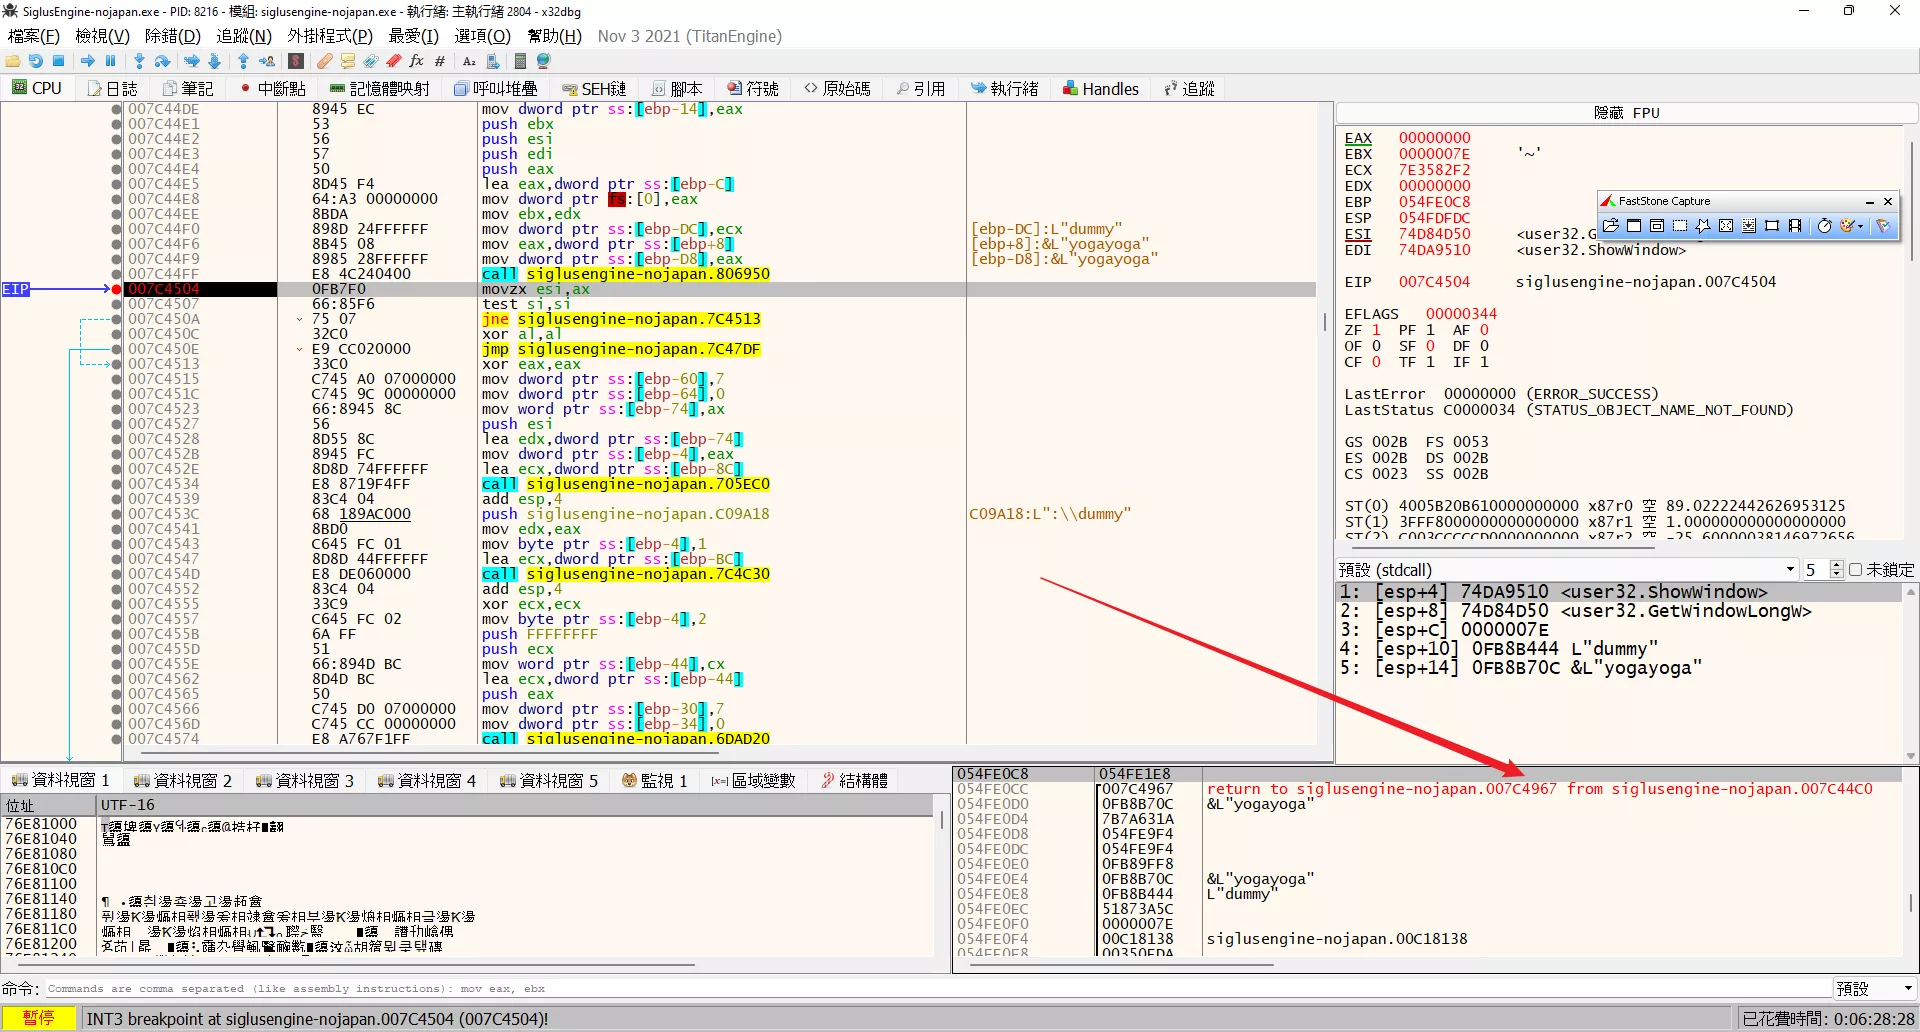 SiglusEngine-nojapan.exe - PID: 8216 - 模組: siglusengine-nojapan.exe - 執行緒: 主執行緒 2804 - x32dbg
檔案(F) 檢視(V) 除錯(D) 追蹤(N) 外掛程式(P) 最愛(I) 選項(O) 幫助(H) Nov 3 2021 (TitanEngine)
CPU 日誌 筆記 中斷點 記憶體映射 呼叫堆疊 SEH鏈 腳本 符號 原始碼 引用 執行緒 Handles 追蹤
007C44DE 8945 EC mov dword ptr ss:[ebp-14],eax
007C44E1 53 push ebx
007C44E2 56 push esi
007C44E3 57 push edi
007C44E4 50 push eax
007C44E5 8D45 F4 lea eax,dword ptr ss:[ebp-C]
007C44E8 64:A3 00000000 mov dword ptr fs:[0],eax
007C44EE 8BDA mov ebx,edx
007C44F0 898D 24FFFFFF mov dword ptr ss:[ebp-DC],ecx [ebp-DC]:L"dummy"
007C44F6 8B45 08 mov eax,dword ptr ss:[ebp+8] [ebp+8]:&L"yogayoga"
007C44F9 8985 28FFFFFF mov dword ptr ss:[ebp-D8],eax [ebp-D8]:&L"yogayoga"
007C44FF E8 4C240400 call siglusengine-nojapan.806950
EIP 007C4504 0FB7F0 movzx esi,ax
007C4507 66:85F6 test si,si
007C450A 75 07 jne siglusengine-nojapan.7C4513
007C450C 32C0 xor al,al
007C450E E9 CC020000 jmp siglusengine-nojapan.7C47DF
007C4513 33C0 xor eax,eax
007C4515 C745 A0 07000000 mov dword ptr ss:[ebp-60],7
007C451C C745 9C 00000000 mov dword ptr ss:[ebp-64],0
007C4523 66:8945 8C mov word ptr ss:[ebp-74],ax
007C4527 56 push esi
007C4528 8D55 8C lea edx,dword ptr ss:[ebp-74]
007C452B 8945 FC mov dword ptr ss:[ebp-4],eax
007C452E 8D8D 74FFFFFF lea ecx,dword ptr ss:[ebp-8C]
007C4534 E8 8719F4FF call siglusengine-nojapan.705EC0
007C4539 83C4 04 add esp,4
007C453C 68 189AC000 push siglusengine-nojapan.C09A18 C09A18:L":\\dummy"
007C4541 8BD0 mov edx,eax
007C4543 C645 FC 01 mov byte ptr ss:[ebp-4],1
007C4547 8D8D 44FFFFFF lea ecx,dword ptr ss:[ebp-BC]
007C454D E8 DE060000 call siglusengine-nojapan.7C4C30
007C4552 83C4 04 add esp,4
007C4555 33C9 xor ecx,ecx
007C4557 C645 FC 02 mov byte ptr ss:[ebp-4],2
007C455B 6A FF push FFFFFFFF
007C455D 51 push ecx
007C455E 66:894D BC mov word ptr ss:[ebp-44],cx
007C4562 8D4D BC lea ecx,dword ptr ss:[ebp-44]
007C4565 50 push eax
007C4566 C745 D0 07000000 mov dword ptr ss:[ebp-30],7
007C456D C745 CC 00000000 mov dword ptr ss:[ebp-34],0
007C4574 E8 A767F1FF call siglusengine-nojapan.6DAD20
隱藏 FPU
EAX 00000000
EBX 0000007E '~'
ECX 7E3582F2
EDX 00000000
EBP 054FE0C8
ESP 054FDFDC
ESI 74D84D50 <user32.G
EDI 74DA9510 <user32.ShowWindow>
FastStone Capture
EIP 007C4504 siglusengine-nojapan.007C4504
EFLAGS 00000344
ZF 1 PF 1 AF 0
OF 0 SF 0 DF 0
CF 0 TF 1 IF 1
LastError 00000000 (ERROR_SUCCESS)
LastStatus C0000034 (STATUS_OBJECT_NAME_NOT_FOUND)
GS 002B FS 0053
ES 002B DS 002B
CS 0023 SS 002B
ST(0) 4005B20B610000000000 x87r0 空 89.02222442626953125
ST(1) 3FFF8000000000000000 x87r1 空 1.000000000000000000
ST(2) C003CCCCCD0000000000 x87r2 空 -25.60000038146972656
預設 (stdcall) 5 未鎖定
1: [esp+4] 74DA9510 <user32.ShowWindow>
2: [esp+8] 74D84D50 <user32.GetWindowLongW>
3: [esp+C] 0000007E
4: [esp+10] 0FB8B444 L"dummy"
5: [esp+14] 0FB8B70C &L"yogayoga"
資料視窗 1 資料視窗 2 資料視窗 3 資料視窗 4 資料視窗 5 監視 1 區域變數 結構體
位址 UTF-16
76E81000
76E81040
76E81080
76E810C0
76E81100
76E81140
76E81180
76E811C0
76E81200
054FE0C8 054FE1E8
054FE0CC 007C4967 return to siglusengine-nojapan.007C4967 from siglusengine-nojapan.007C44C0
054FE0D0 0FB8B70C &L"yogayoga"
054FE0D4 7B7A631A
054FE0D8 054FE9F4
054FE0DC 054FE9F4
054FE0E0 0FB89FF8
054FE0E4 0FB8B70C &L"yogayoga"
054FE0E8 0FB8B444 L"dummy"
054FE0EC 51873A5C
054FE0F0 0000007E
054FE0F4 00C18138 siglusengine-nojapan.00C18138
054FE0F8 00350FDA
命令: Commands are comma separated (like assembly instructions): mov eax, ebx 預設
暫停 INT3 breakpoint at siglusengine-nojapan.007C4504 (007C4504)! 已花費時間: 0:06:28:28